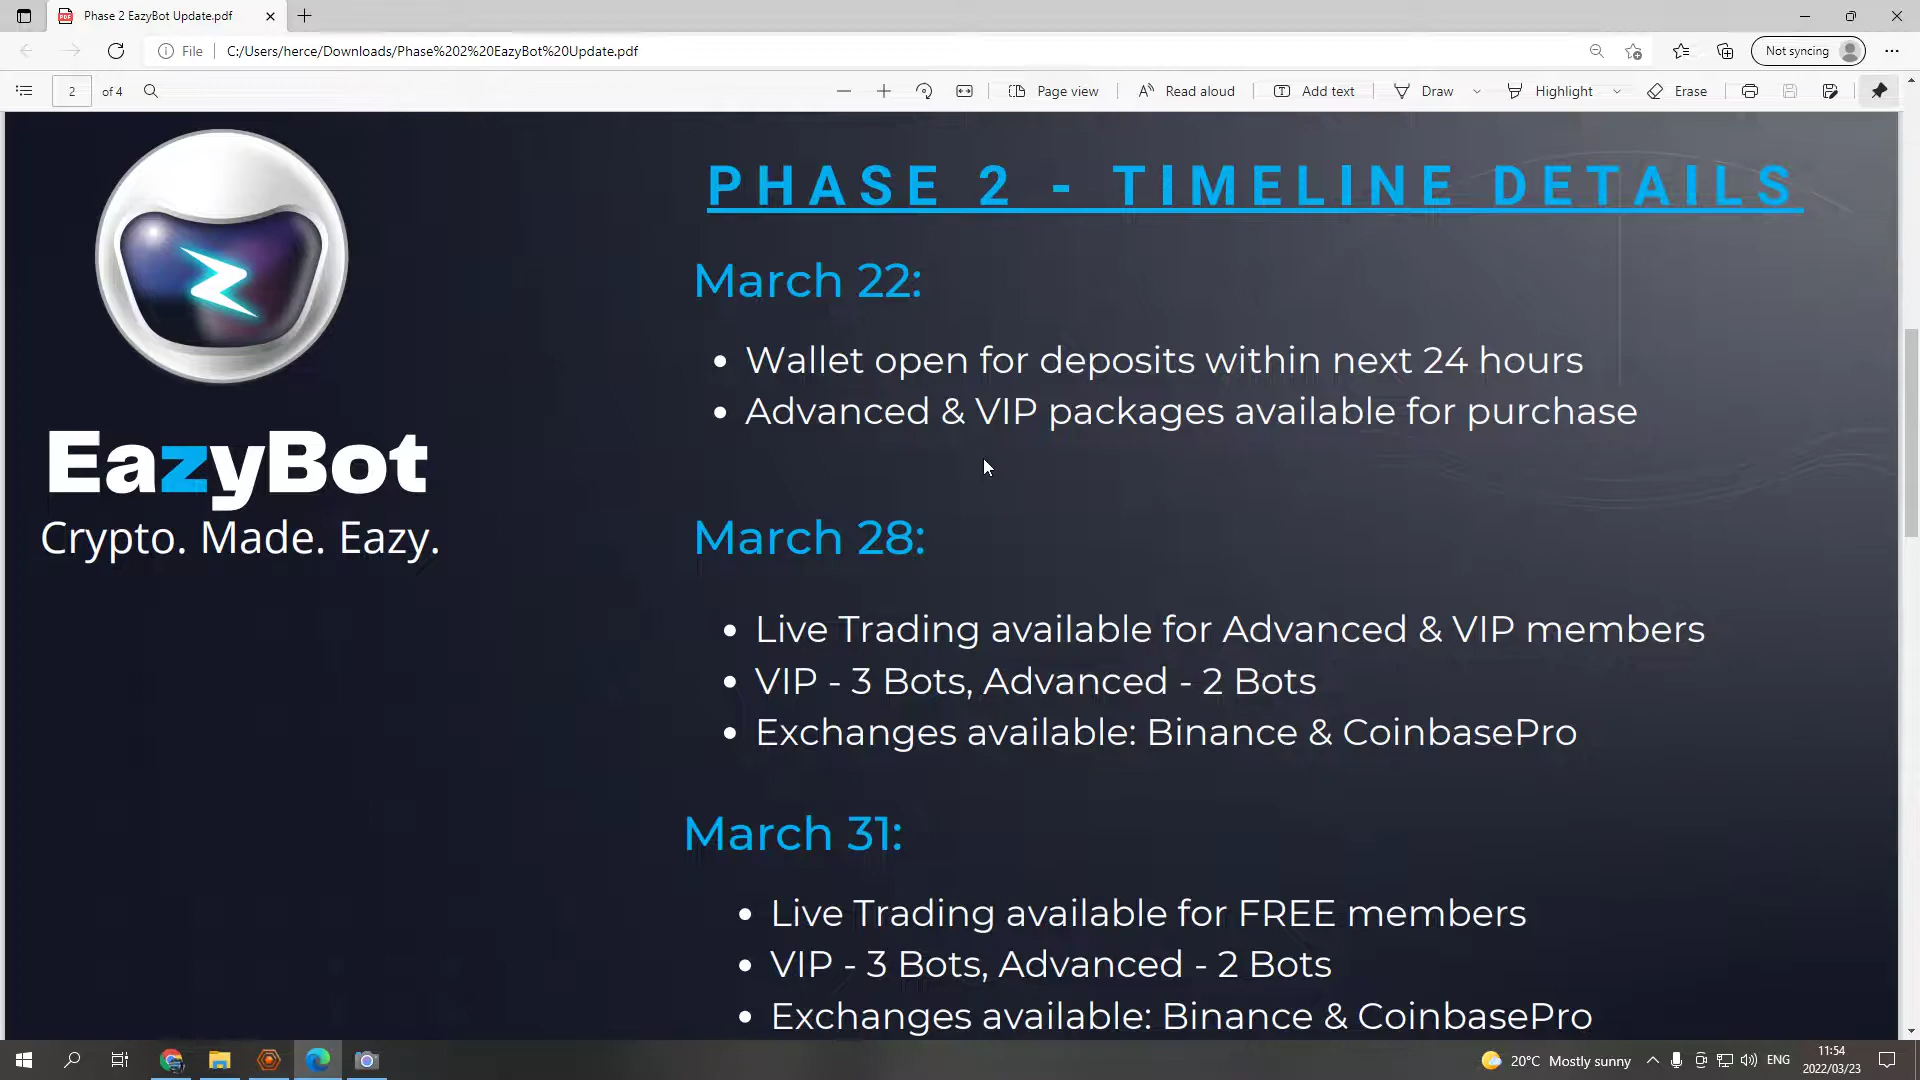 Phase 2 EazyBot Update.pdf
File
C:/Users/herce/Downloads/Phase%202%20EazyBot%20Update.pdf
Not syncing
2 of 4
Page view
Read aloud
Add text
Draw
Highlight
Erase
EazyBot
Crypto. Made. Eazy.
PHASE 2 - TIMELINE DETAILS
March 22:
• Wallet open for deposits within next 24 hours
• Advanced & VIP packages available for purchase
March 28:
• Live Trading available for Advanced & VIP members
• VIP - 3 Bots, Advanced - 2 Bots
• Exchanges available: Binance & CoinbasePro
March 31:
• Live Trading available for FREE members
• VIP - 3 Bots, Advanced - 2 Bots
• Exchanges available: Binance & CoinbasePro
20°C Mostly sunny
ENG
11:54
2022/03/23